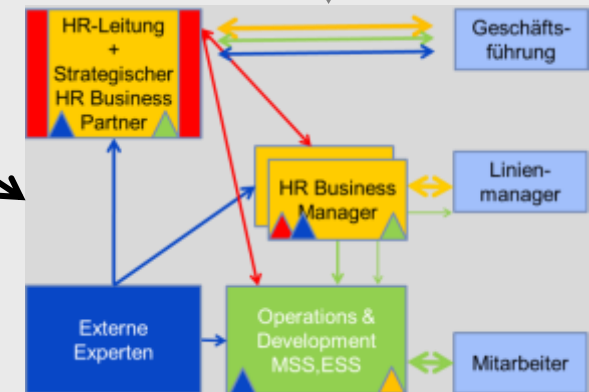 HR-Leitung
+
Strategischer
HR Business
Partner
Geschäfts-
führung
HR Business
Manager
Linien-
manager
Externe
Experten
Operations &
Development
MSS,ESS
Mitarbeiter